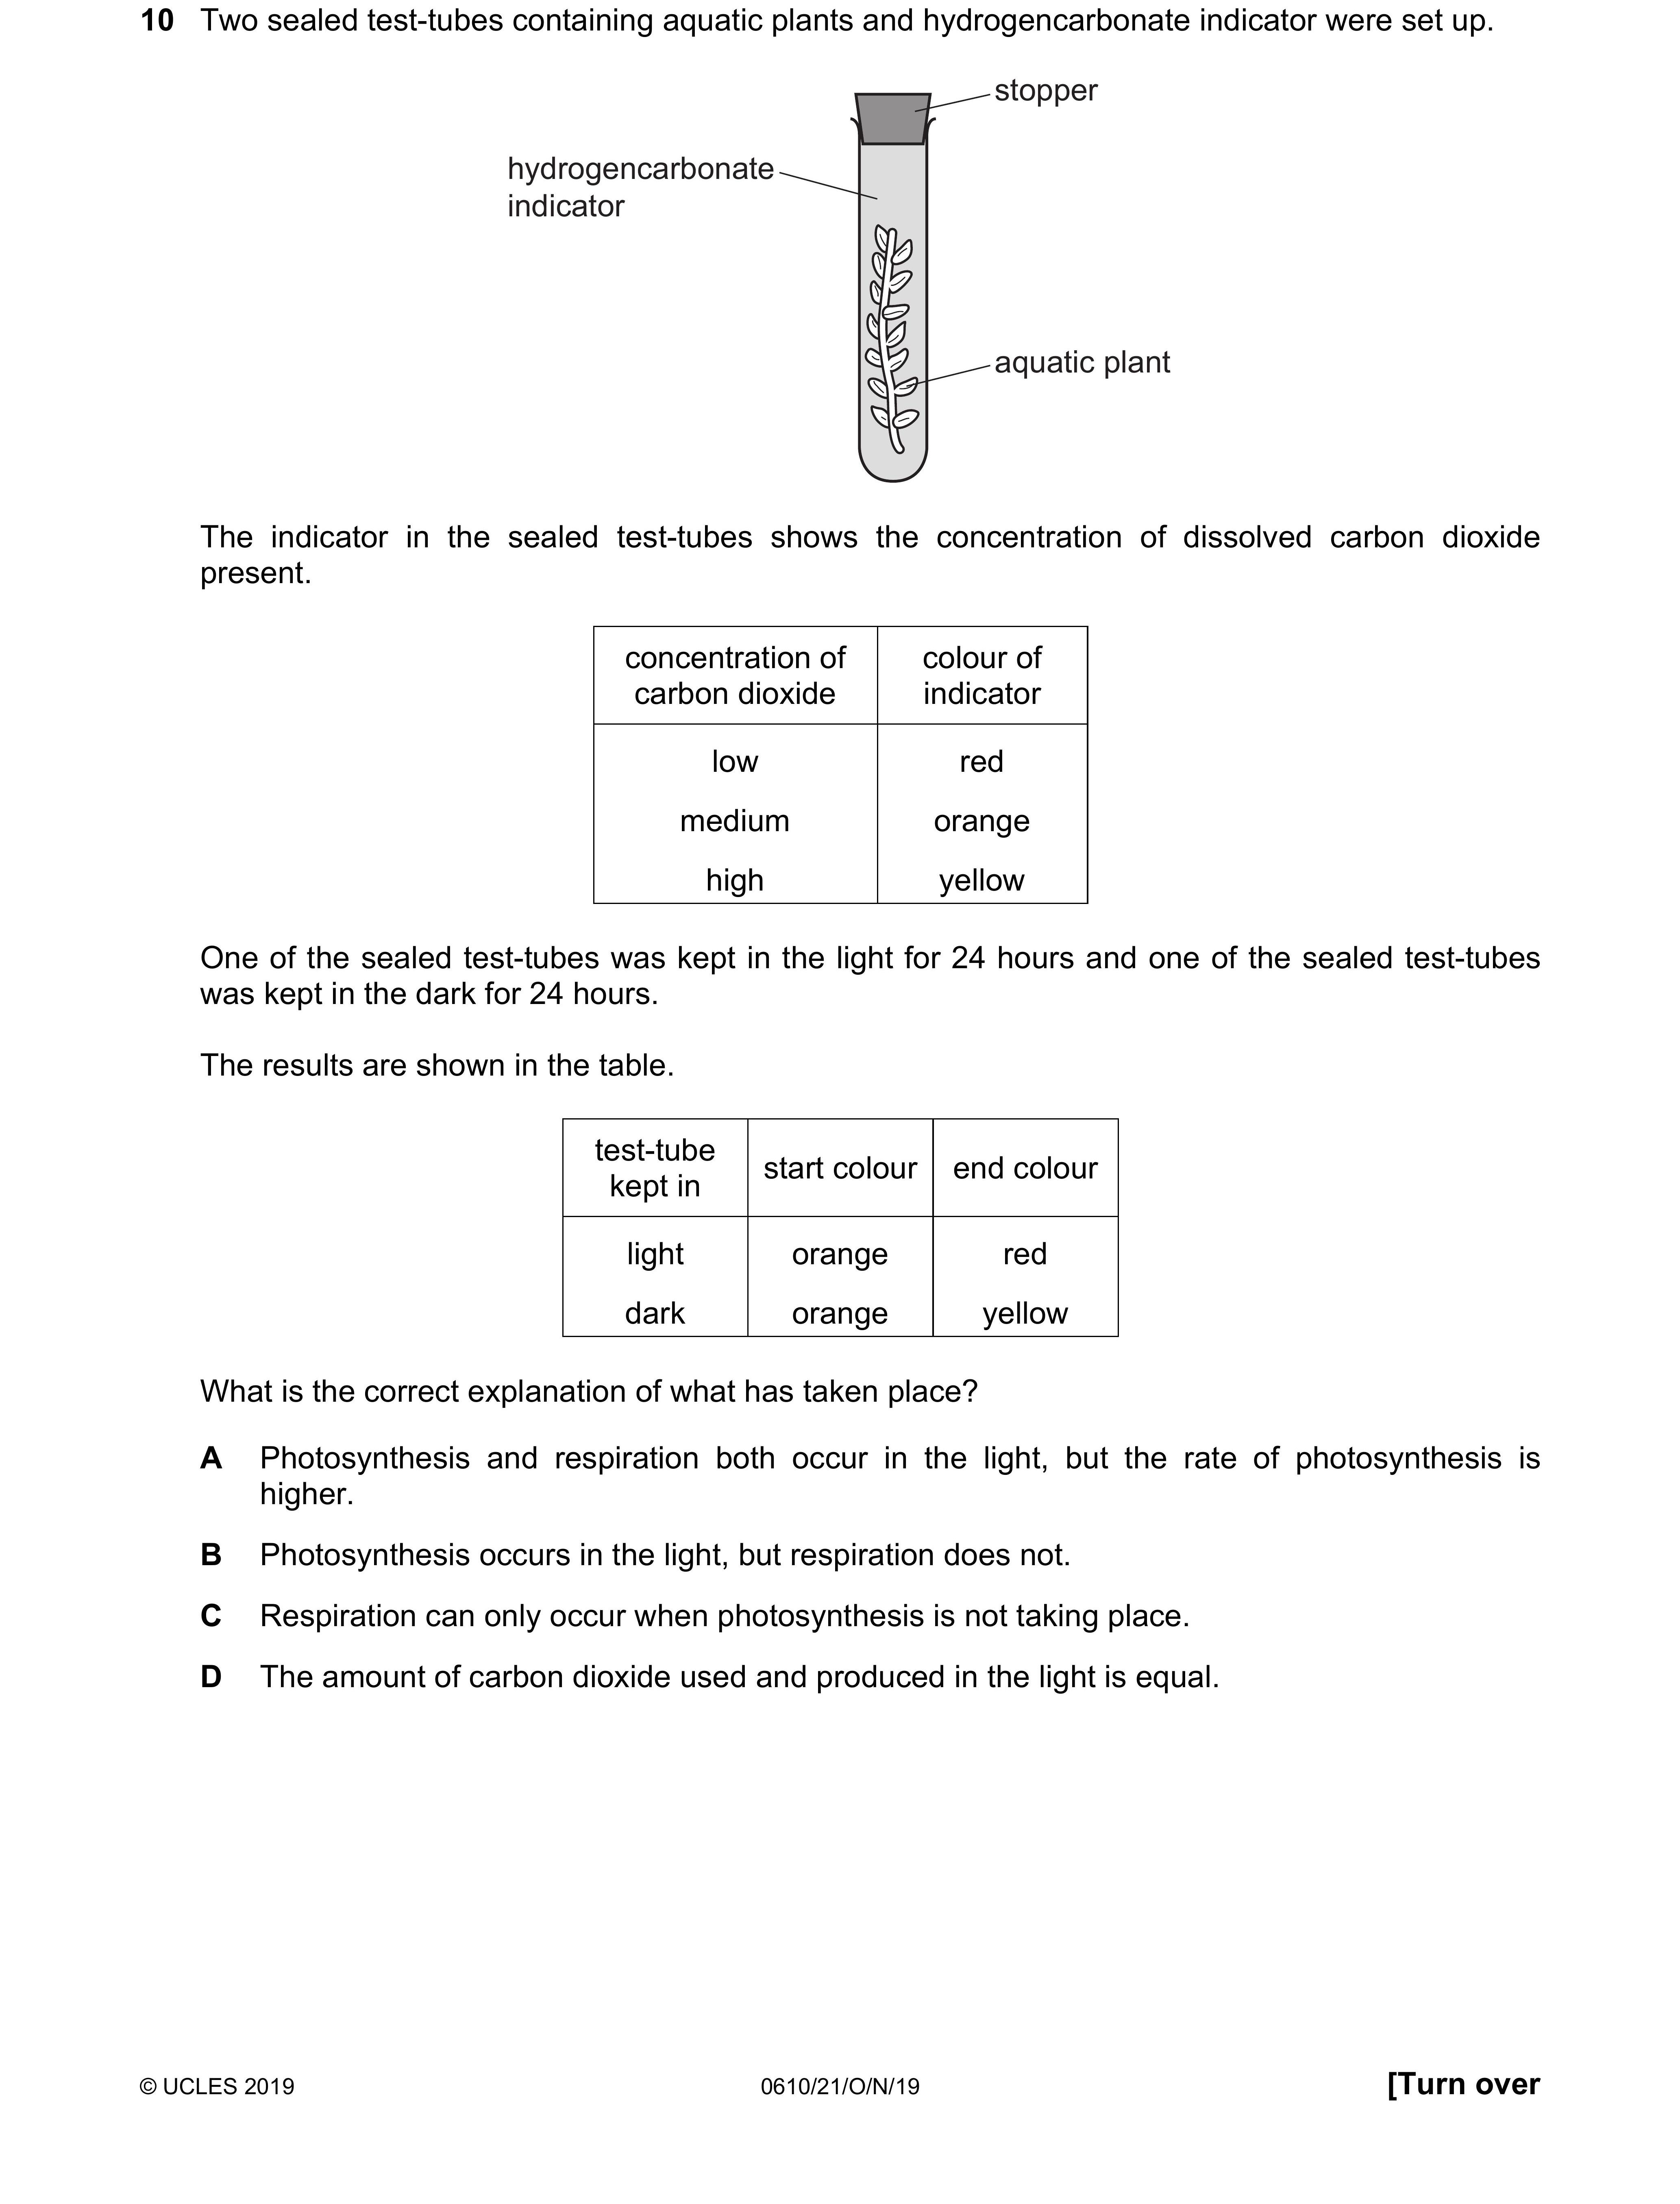 10 Two sealed test-tubes containing aquatic plants and hydrogencarbonate indicator were set up.
stopper
hydrogencarbonate
indicator
aquatic plant
The indicator in the sealed test-tubes shows the concentration of dissolved carbon dioxide
present.
concentration of carbon dioxide colour of indicator
low red
medium orange
high yellow
One of the sealed test-tubes was kept in the light for 24 hours and one of the sealed test-tubes
was kept in the dark for 24 hours.
The results are shown in the table.
test-tube kept in start colour end colour
light orange red
dark orange yellow
What is the correct explanation of what has taken place?
A Photosynthesis and respiration both occur in the light, but the rate of photosynthesis is
higher.
B Photosynthesis occurs in the light, but respiration does not.
C Respiration can only occur when photosynthesis is not taking place.
D The amount of carbon dioxide used and produced in the light is equal.
© UCLES 2019 0610/21/O/N/19 [Turn over